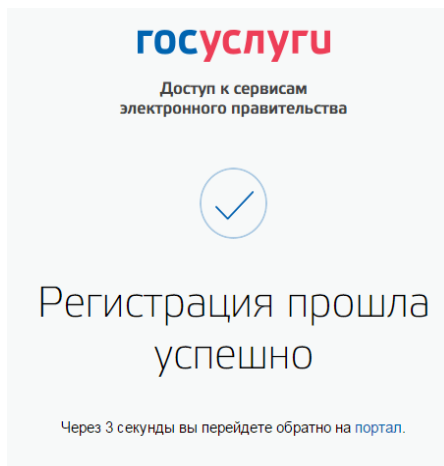 госуслуги
Доступ к сервисам
электронного правительства
Регистрация прошла
успешно
Через 3 секунды вы перейдете обратно на портал.